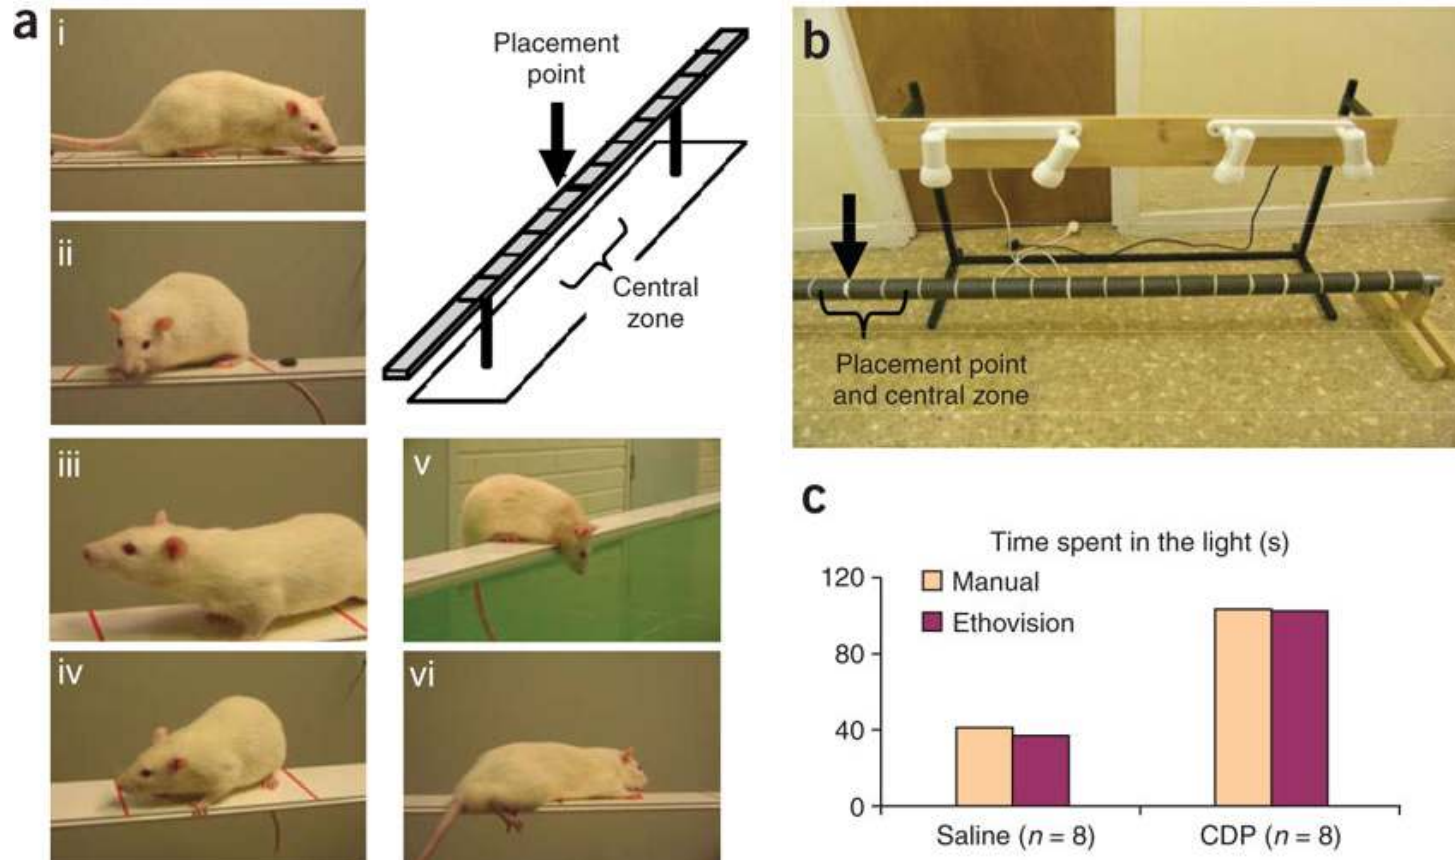 a
i
Placement
point
ii
Central
zone
iii
v
iv
vi
b
Placement point
and central zone
c
Time spent in the light (s)
Manual
Ethovision
120
80
40
0
Saline (n = 8)
CDP (n = 8)